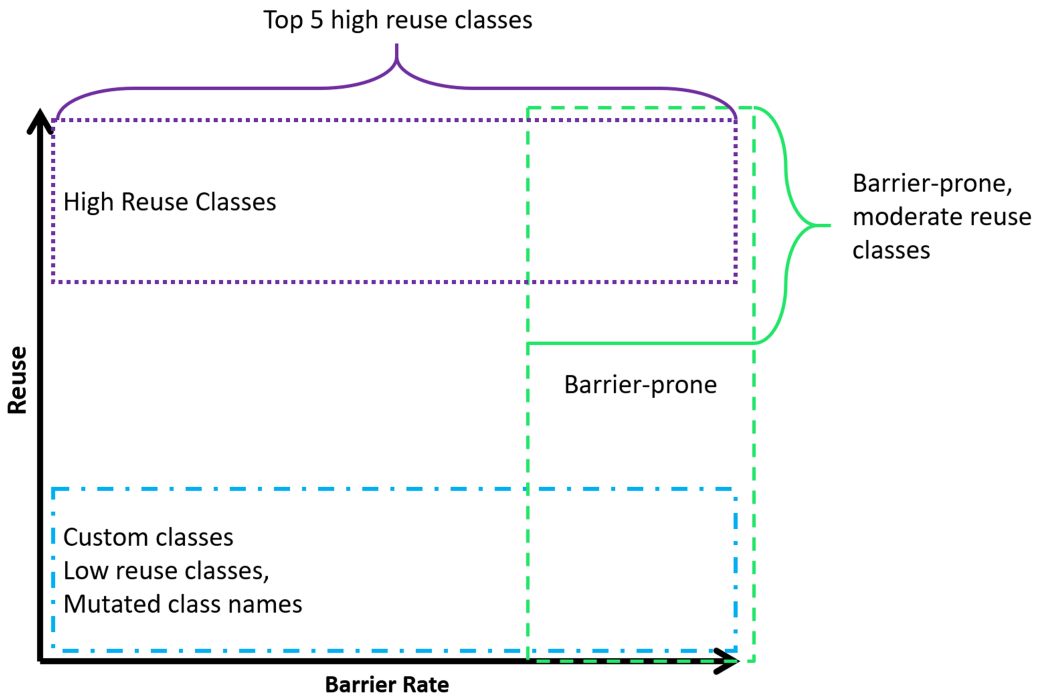 Top 5 high reuse classes
High Reuse Classes
Barrier-prone,
moderate reuse
classes
Reuse
Barrier-prone
Custom classes
Low reuse classes,
Mutated class names
Barrier Rate